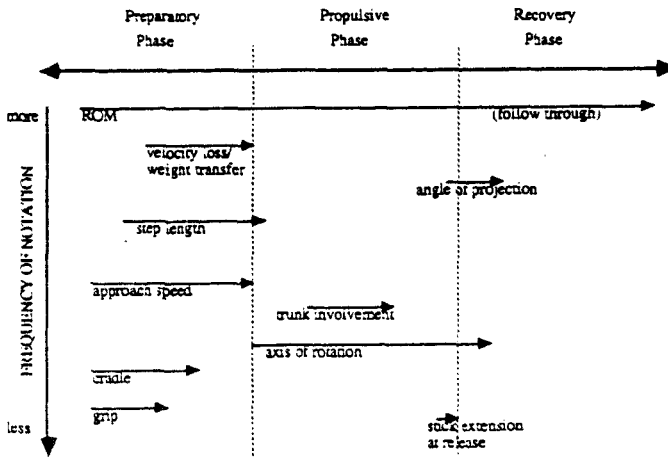 Preparatory Propulsive Recovery
Phase Phase Phase
more ROM (follow through)
velocity loss/
weight transfer
angle of projection
step length
FREQUENCY OF NOTATION
approach speed
trunk involvement
axis of rotation
cradle
grip
less
stick extension
at release